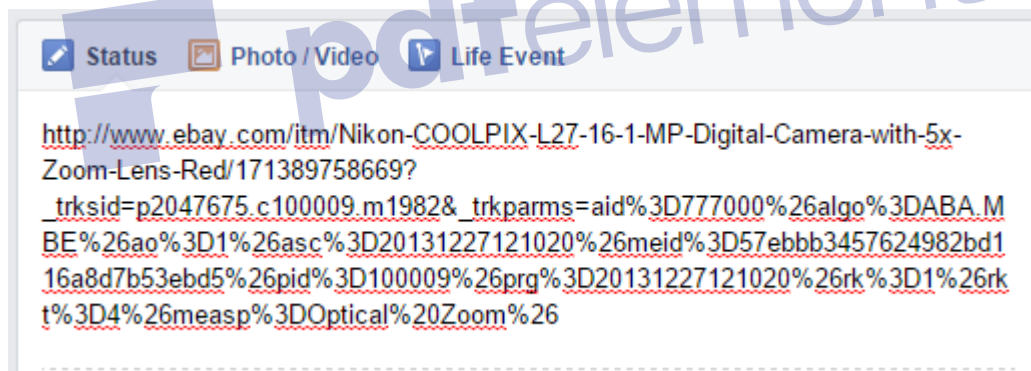 pdfelement
Status Photo / Video Life Event
http://www.ebay.com/itm/Nikon-COOLPIX-L27-16-1-MP-Digital-Camera-with-5x-
Zoom-Lens-Red/171389758669?
_trksid=p2047675.c100009.m1982&_trkparms=aid%3D777000%26algo%3DABA.M
BE%26ao%3D1%26asc%3D20131227121020%26meid%3D57ebbb3457624982bd1
16a8d7b53ebd5%26pid%3D100009%26prg%3D20131227121020%26rk%3D1%26rk
t%3D4%26measp%3DOptical%20Zoom%26